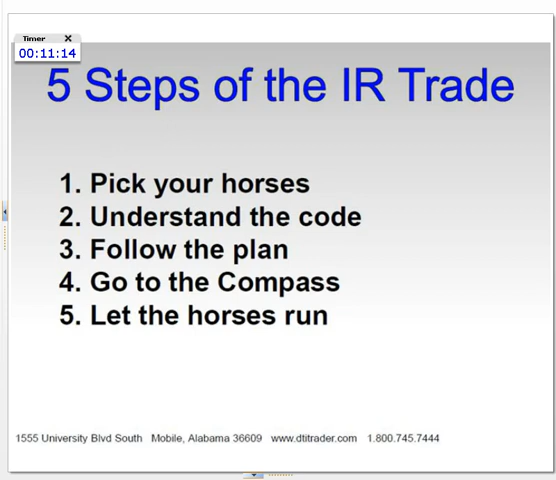 Timer
00:11:14
5 Steps of the IR Trade
1. Pick your horses
2. Understand the code
3. Follow the plan
4. Go to the Compass
5. Let the horses run
1555 University Blvd South Mobile, Alabama 36609 www.dtitrader.com 1.800.745.7444